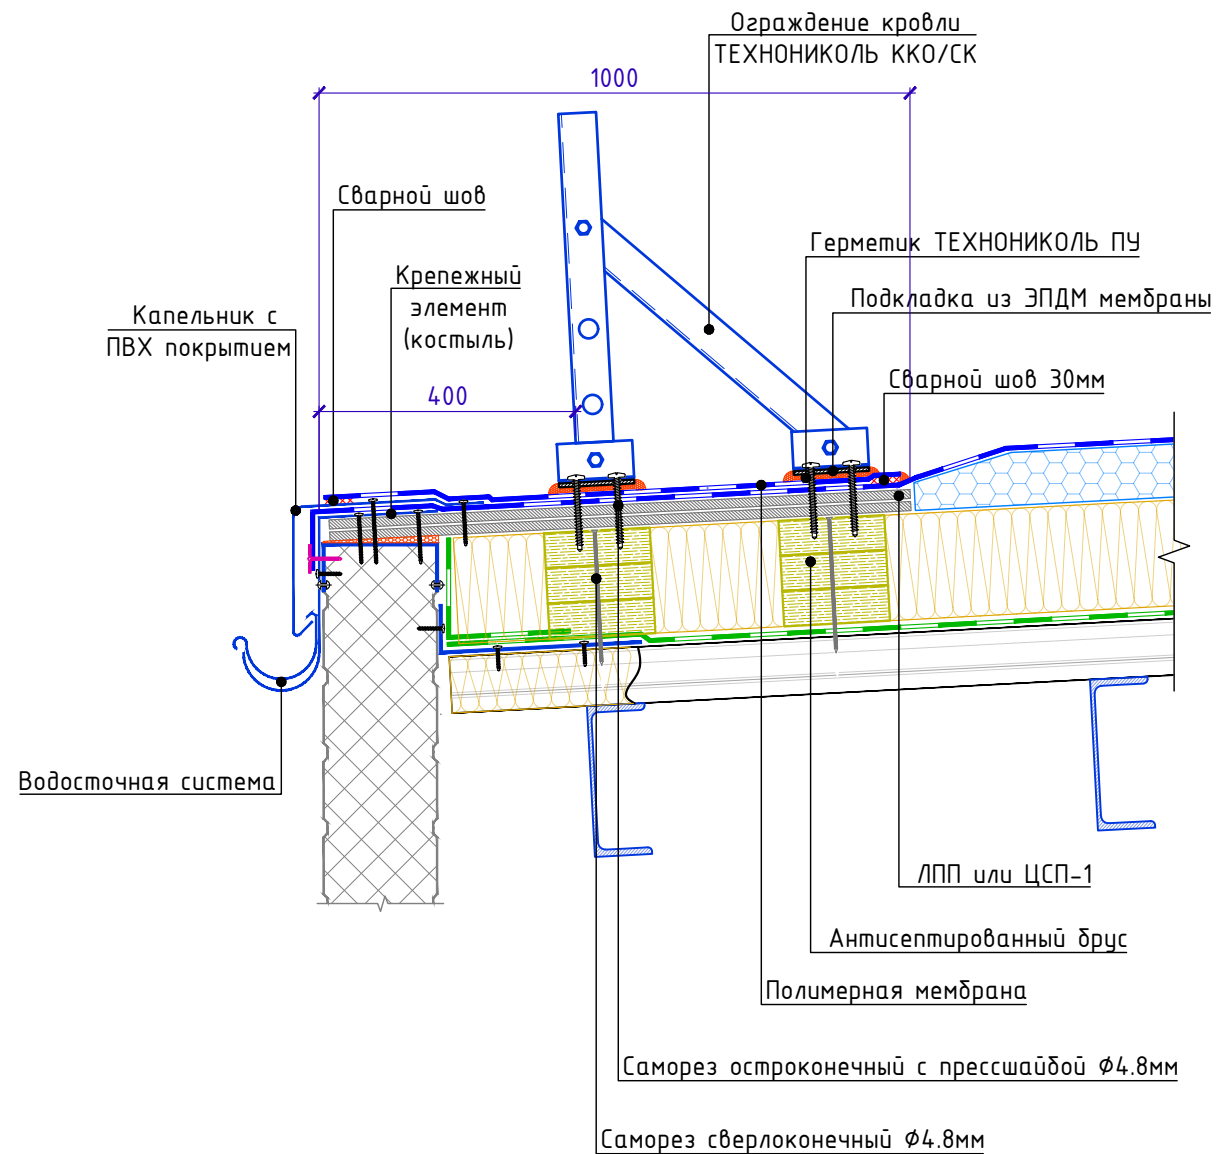 Ограждение кровли
ТЕХНОНИКОЛЬ ККО/СК
1000
Сварной шов
Герметик ТЕХНОНИКОЛЬ ПУ
Крепежный
элемент
(костыль)
Подкладка из ЭПДМ мембраны
Капельник с
ПВХ покрытием
Сварной шов 30мм
400
Водосточная система
ЛПП или ЦСП-1
Антисептированный брус
Полимерная мембрана
Саморез остроконечный с прессшайбой Ф4.8мм
Саморез сверлоконечный Ф4.8мм